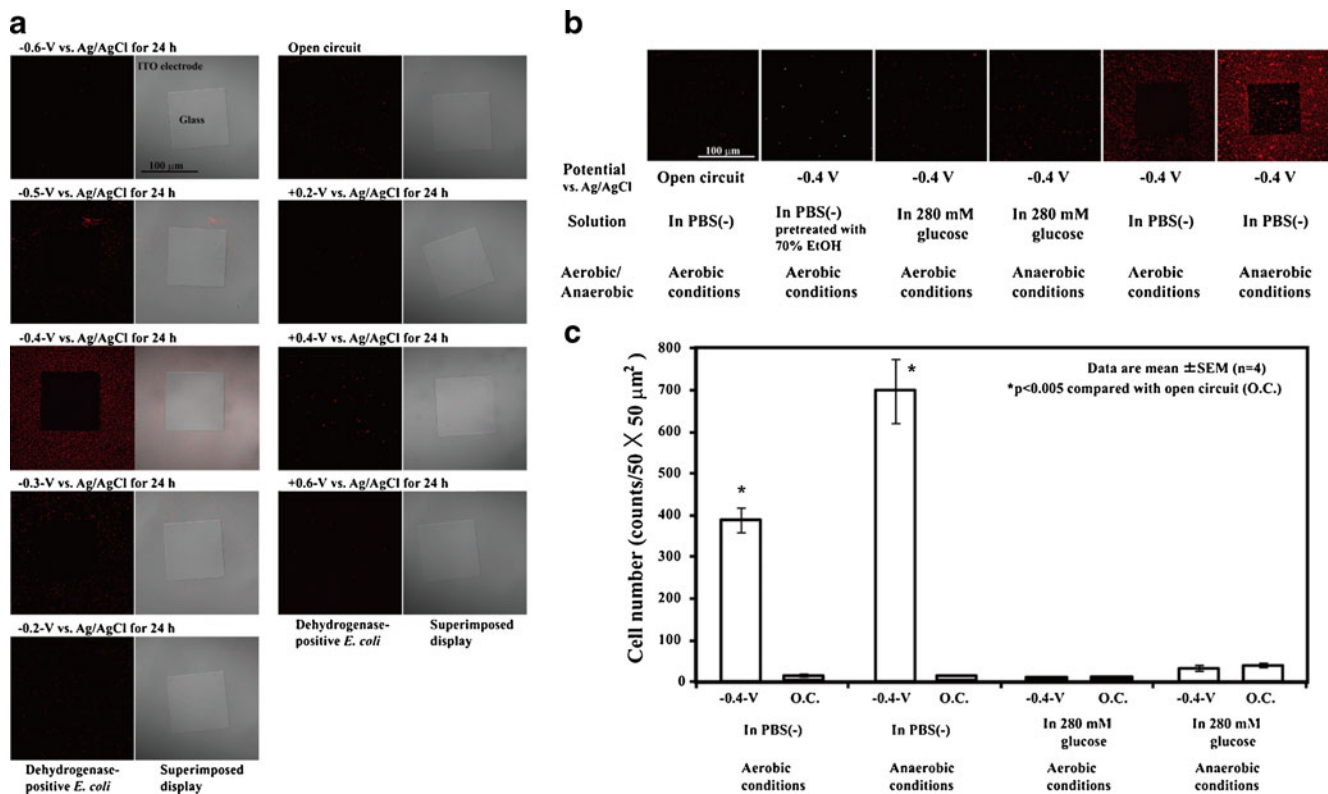 a
-0.6-V vs. Ag/AgCl for 24 h
ITO electrode
Glass
100 μm
-0.5-V vs. Ag/AgCl for 24 h
-0.4-V vs. Ag/AgCl for 24 h
-0.3-V vs. Ag/AgCl for 24 h
-0.2-V vs. Ag/AgCl for 24 h
Dehydrogenase-
positive E. coli
Superimposed
display
Open circuit
+0.2-V vs. Ag/AgCl for 24 h
+0.4-V vs. Ag/AgCl for 24 h
+0.6-V vs. Ag/AgCl for 24 h
Dehydrogenase-
positive E. coli
Superimposed
display
b
100 μm
Potential
vs. Ag/AgCl
Open circuit
-0.4 V
-0.4 V
-0.4 V
-0.4 V
-0.4 V
Solution
In PBS(-)
In PBS(-)
pretreated with
70% EtOH
In 280 mM
glucose
In 280 mM
glucose
In PBS(-)
In PBS(-)
Aerobic/
Anaerobic
Aerobic
conditions
Aerobic
conditions
Aerobic
conditions
Anaerobic
conditions
Aerobic
conditions
Anaerobic
conditions
c
Cell number (counts/50 X 50 μm²)
800
700
600
500
400
300
200
100
0
Data are mean ±SEM (n=4)
*p<0.005 compared with open circuit (O.C.)
*
*
-0.4-V
O.C.
-0.4-V
O.C.
-0.4-V
O.C.
-0.4-V
O.C.
In PBS(-)
In PBS(-)
In 280 mM
glucose
In 280 mM
glucose
Aerobic
conditions
Anaerobic
conditions
Aerobic
conditions
Anaerobic
conditions